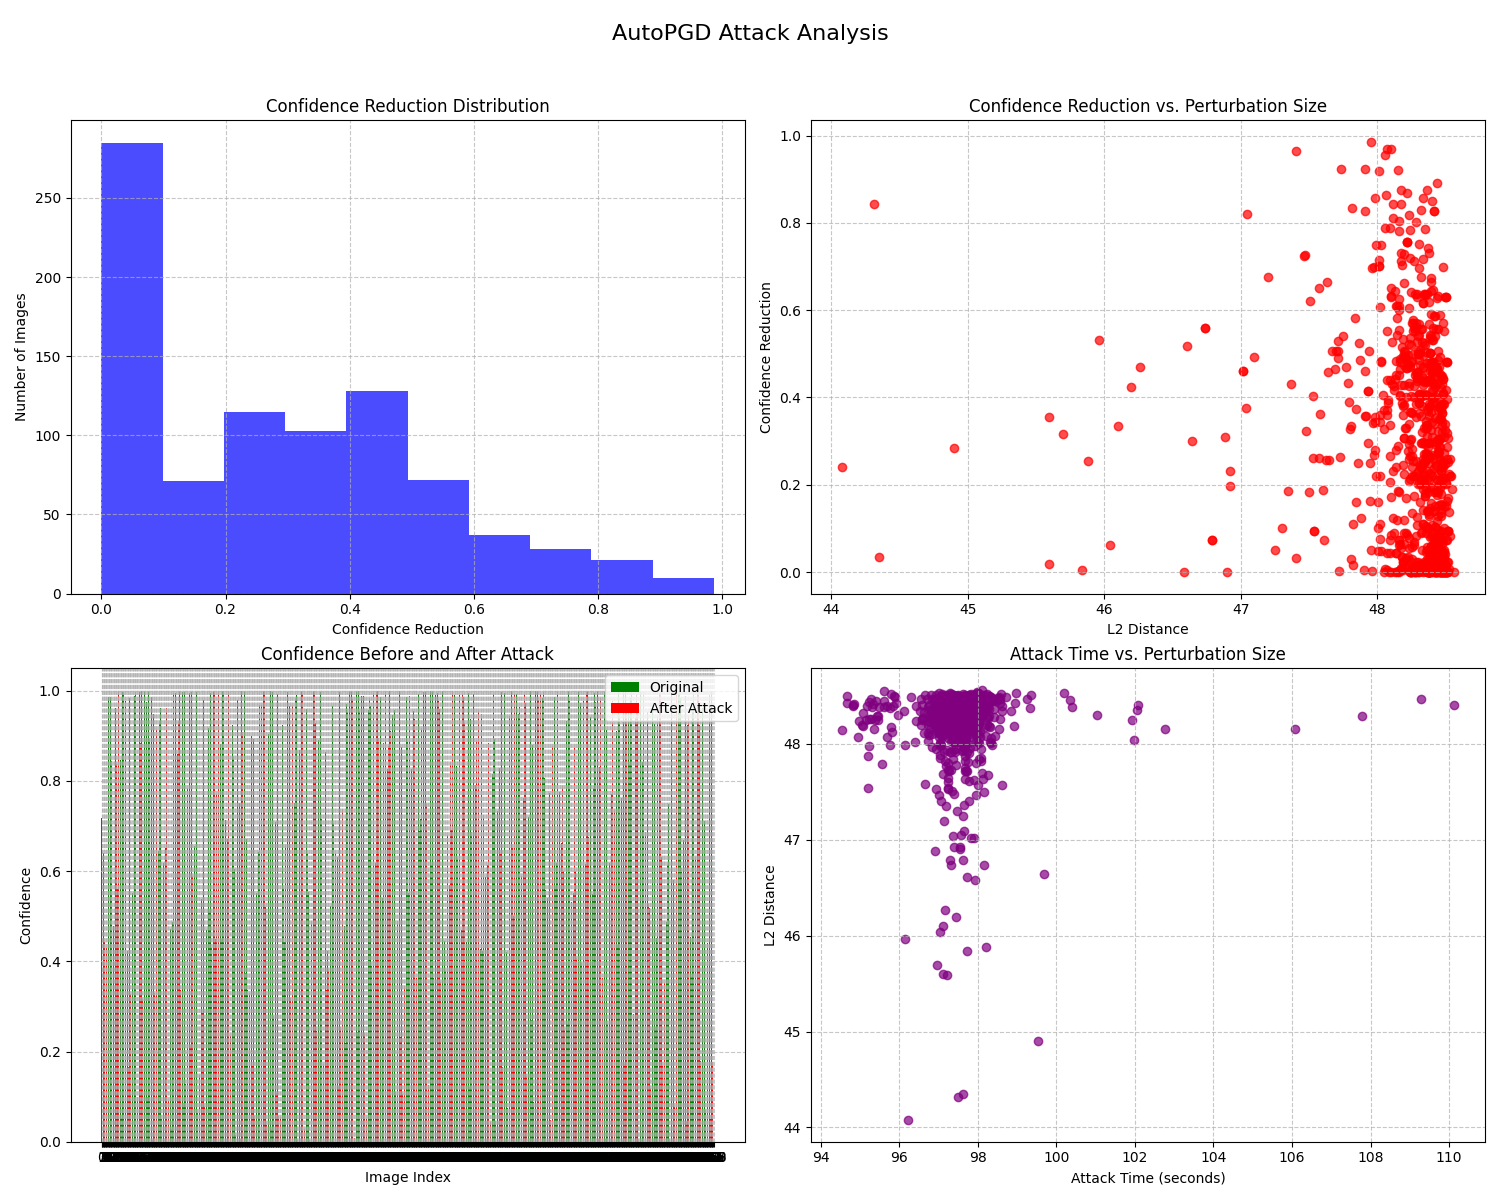 AutoPGD Attack Analysis
Confidence Reduction Distribution
Number of Images
250
200
150
100
50
0
0.0 0.2 0.4 0.6 0.8 1.0
Confidence Reduction
Confidence Reduction vs. Perturbation Size
Confidence Reduction
1.0
0.8
0.6
0.4
0.2
0.0
44 45 46 47 48
L2 Distance
Confidence Before and After Attack
Original
After Attack
Confidence
1.0
0.8
0.6
0.4
0.2
0.0
Image Index
Attack Time vs. Perturbation Size
L2 Distance
48
47
46
45
44
94 96 98 100 102 104 106 108 110
Attack Time (seconds)